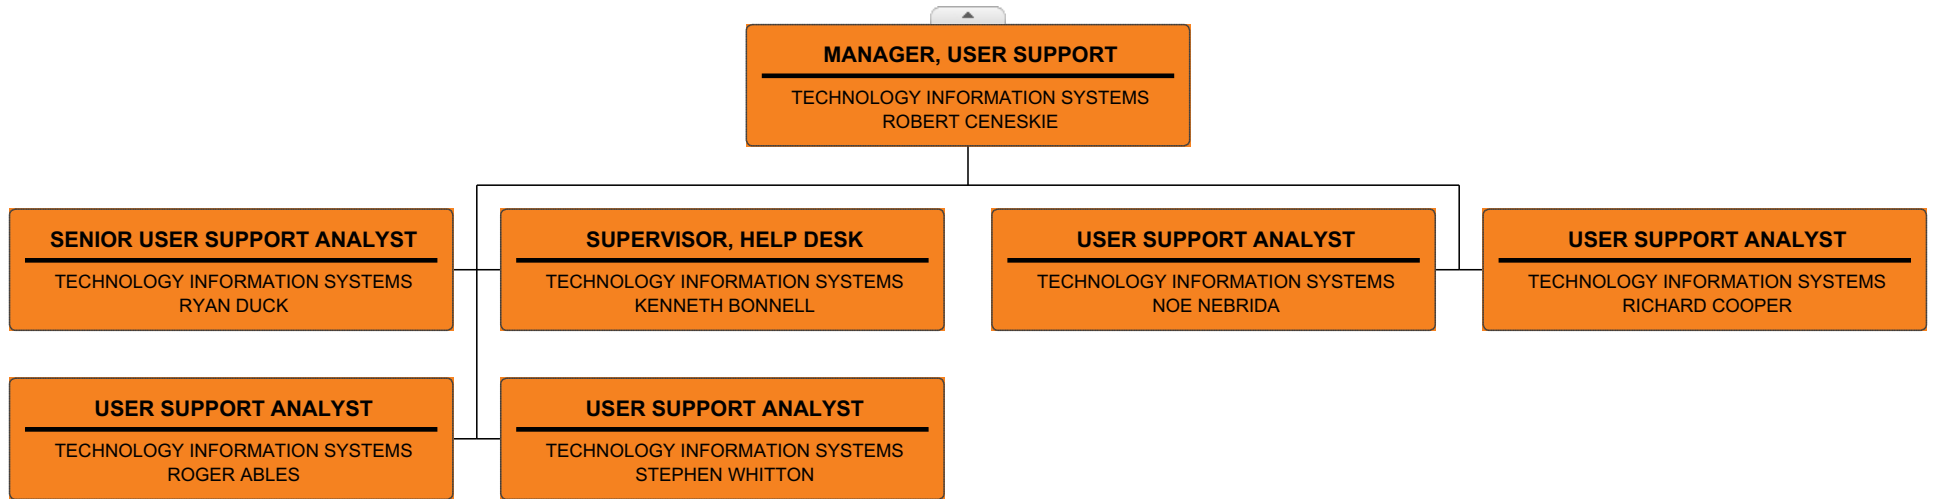 MANAGER, USER SUPPORT
TECHNOLOGY INFORMATION SYSTEMS
ROBERT CENESKIE
SENIOR USER SUPPORT ANALYST
TECHNOLOGY INFORMATION SYSTEMS
RYAN DUCK
SUPERVISOR, HELP DESK
TECHNOLOGY INFORMATION SYSTEMS
KENNETH BONNELL
USER SUPPORT ANALYST
TECHNOLOGY INFORMATION SYSTEMS
NOE NEBRIDA
USER SUPPORT ANALYST
TECHNOLOGY INFORMATION SYSTEMS
RICHARD COOPER
USER SUPPORT ANALYST
TECHNOLOGY INFORMATION SYSTEMS
ROGER ABLES
USER SUPPORT ANALYST
TECHNOLOGY INFORMATION SYSTEMS
STEPHEN WHITTON